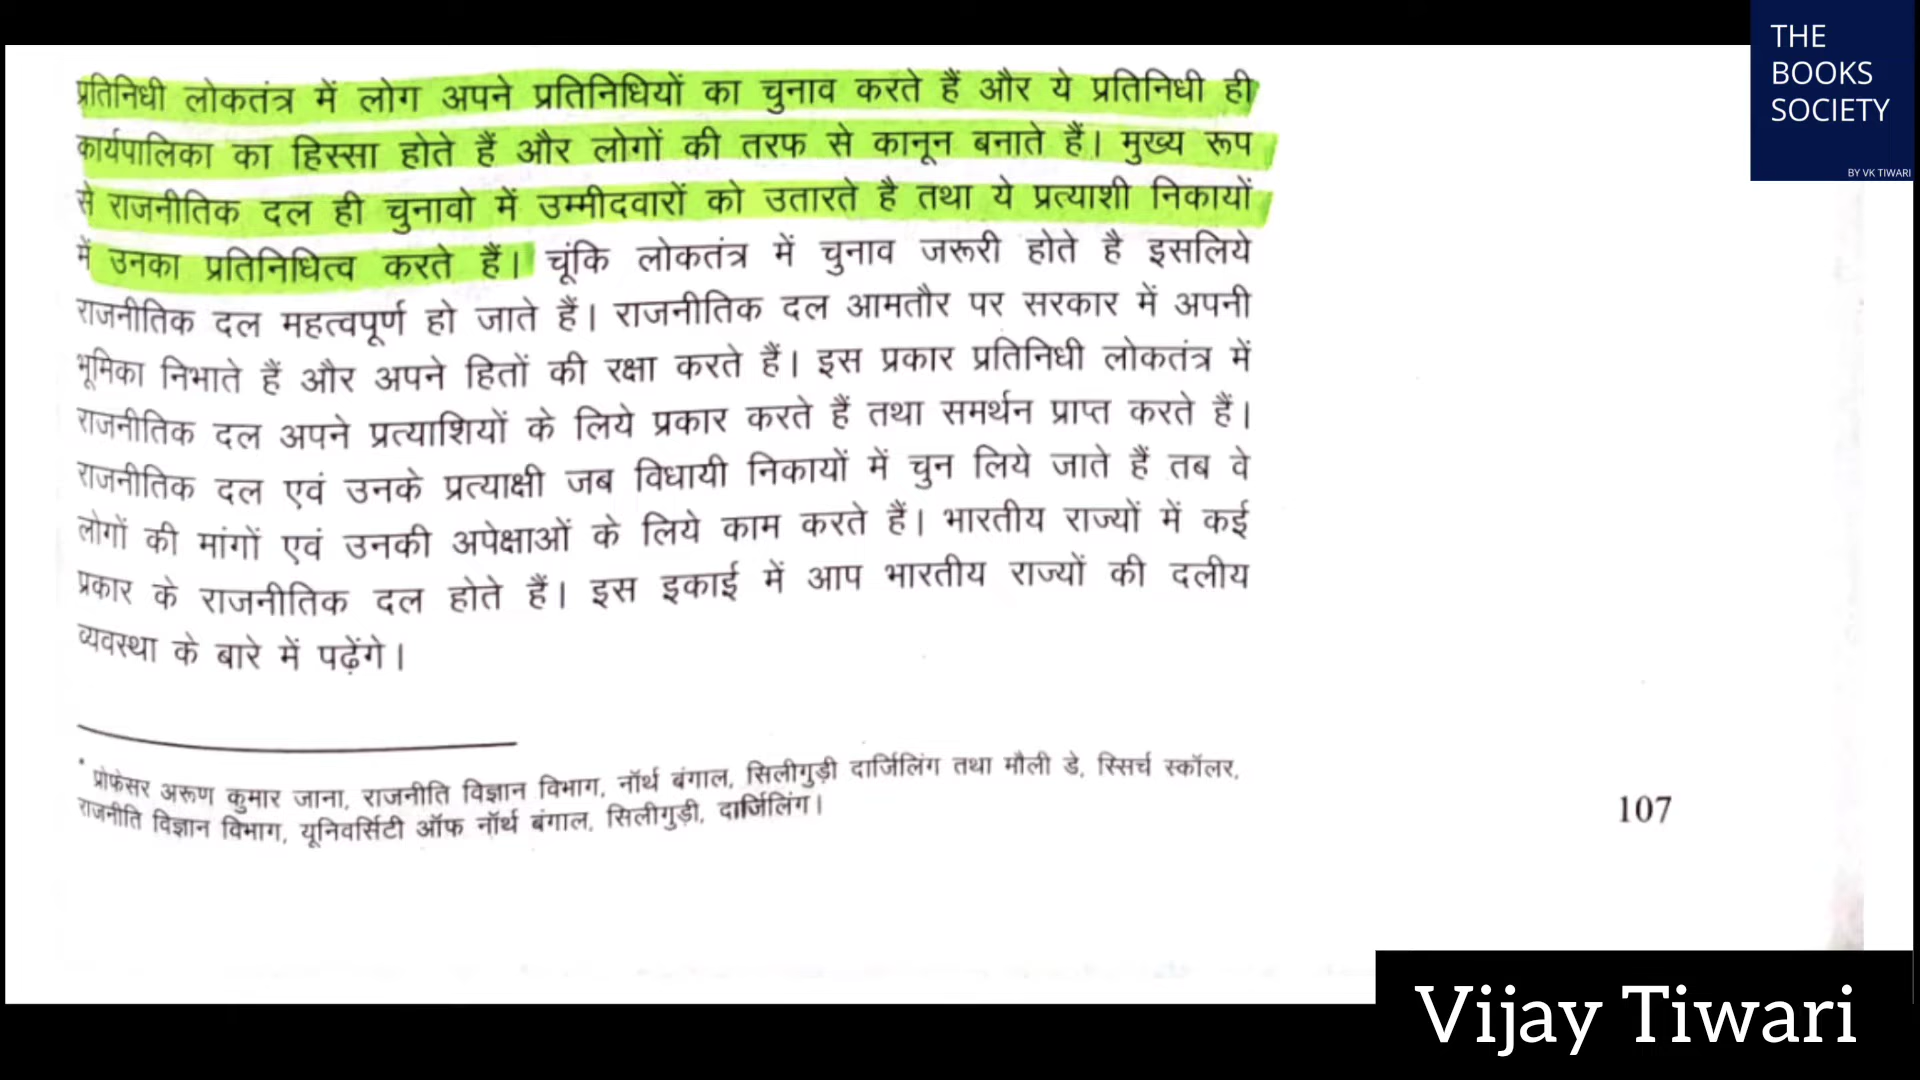 THE
BOOKS
SOCIETY
BY VK TIWARI
प्रतिनिधी लोकतंत्र में लोग अपने प्रतिनिधियों का चुनाव करते हैं और ये प्रतिनिधी ही
कार्यपालिका का हिस्सा होते हैं और लोगों की तरफ से कानून बनाते हैं। मुख्य रूप
से राजनीतिक दल ही चुनावो में उम्मीदवारों को उतारते है तथा ये प्रत्याशी निकायों
में उनका प्रतिनिधित्व करते हैं। चूंकि लोकतंत्र में चुनाव जरूरी होते है इसलिये
राजनीतिक दल महत्वपूर्ण हो जाते हैं। राजनीतिक दल आमतौर पर सरकार में अपनी
भूमिका निभाते हैं और अपने हितों की रक्षा करते हैं। इस प्रकार प्रतिनिधी लोकतंत्र में
राजनीतिक दल अपने प्रत्याशियों के लिये प्रकार करते हैं तथा समर्थन प्राप्त करते हैं।
राजनीतिक दल एवं उनके प्रत्याक्षी जब विधायी निकायों में चुन लिये जाते हैं तब वे
लोगों की मांगों एवं उनकी अपेक्षाओं के लिये काम करते हैं। भारतीय राज्यों में कई
प्रकार के राजनीतिक दल होते हैं। इस इकाई में आप भारतीय राज्यों की दलीय
व्यवस्था के बारे में पढ़ेंगे।
* प्रोफेसर अरूण कुमार जाना, राजनीति विज्ञान विभाग, नॉर्थ बंगाल, सिलीगुड़ी दार्जिलिंग तथा मौली डे, रिसर्च स्कॉलर,
राजनीति विज्ञान विभाग, यूनिवर्सिटी ऑफ नॉर्थ बंगाल, सिलीगुड़ी, दार्जिलिंग।
107
Vijay Tiwari